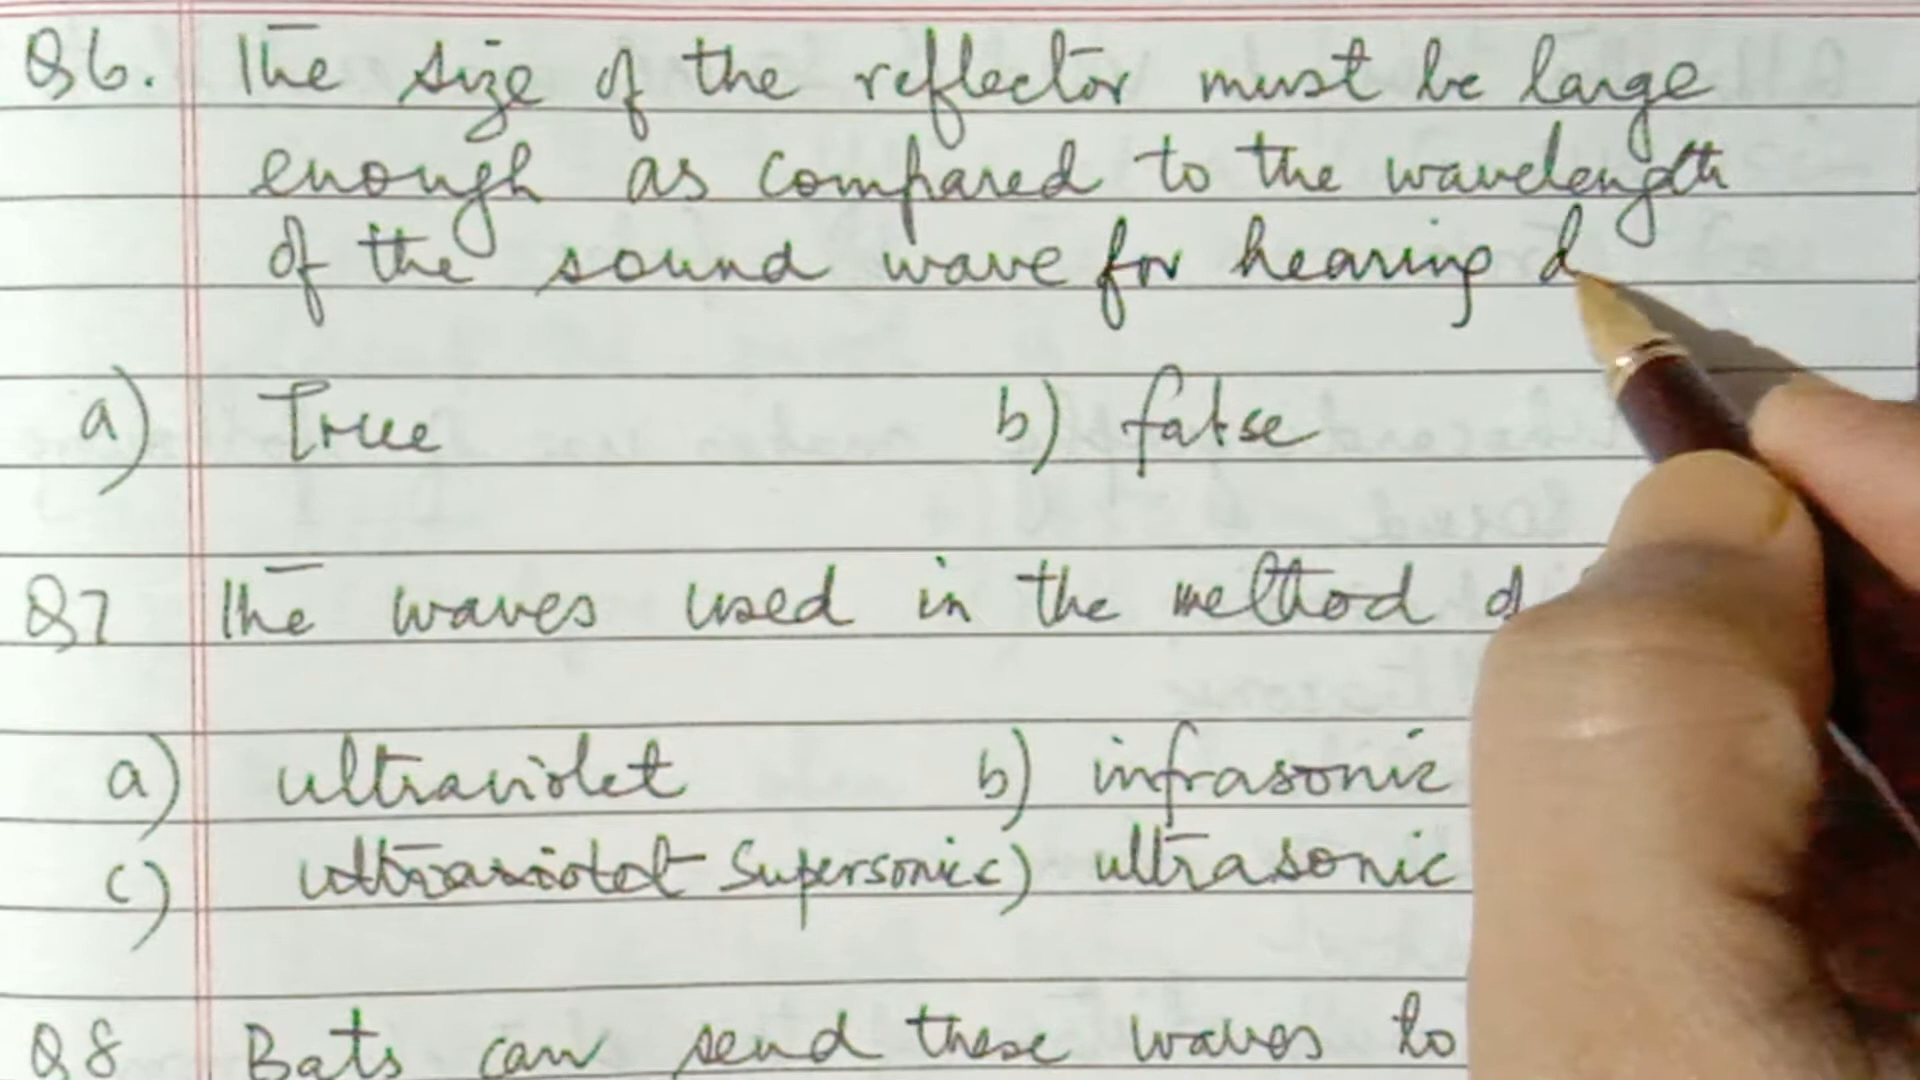 Q6. The size of the reflector must be large
enough as compared to the wavelength
of the sound wave for hearing
a) True b) false
Q7 The waves used in the method of
a) ultraviolet b) infrasonic
c) ultraviolet Supersonic c) ultrasonic
Q8 Bats can send these waves to